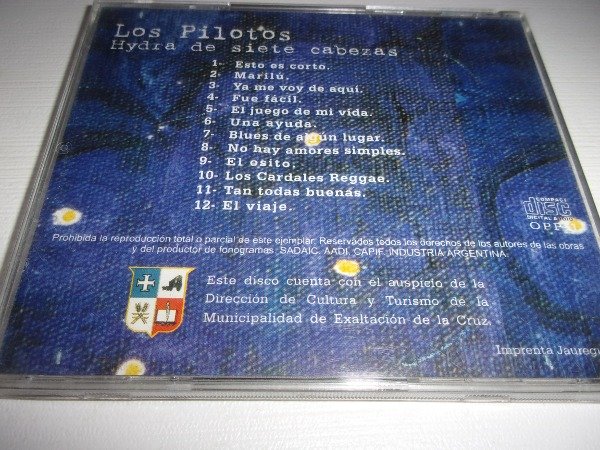 Los Pilotos
Hydra de siete cabezas
1- Esto es corto.
2- Marilú.
3- Ya me voy de aquí.
4- Fue fácil.
5- El juego de mi vida.
6- Una ayuda.
7- Blues de algún lugar.
8- No hay amores simples.
9- El osito.
10- Los Cardales Reggae.
11- Tan todas buenas.
12- El viaje.
COMPACT
disc
DIGITAL AUDIO
Prohibida la reproducción total o parcial de este ejemplar. Reservados todos los derechos de los autores de las obras
y del productor de fonogramas. SADAIC. AADI. CAPIF. INDUSTRIA ARGENTINA.
Este disco cuenta con el auspicio de la
Dirección de Cultura y Turismo de la
Municipalidad de Exaltación de la Cruz
Imprenta